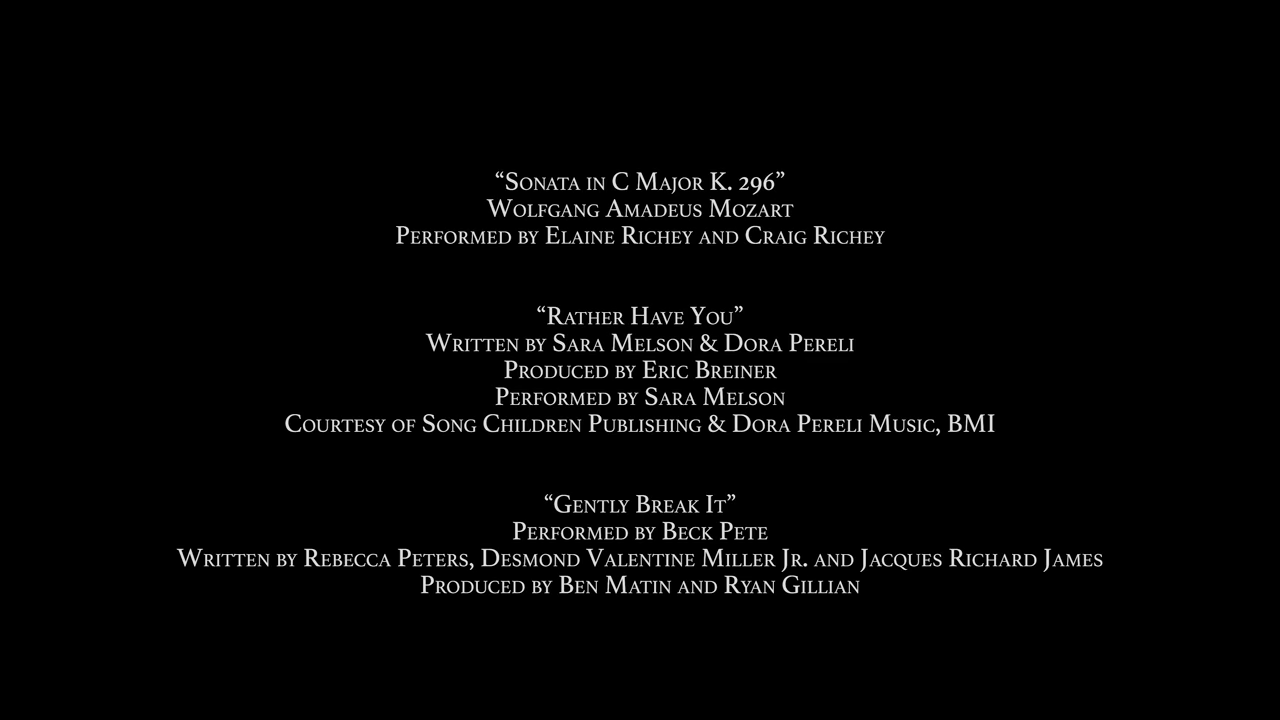 “Sonata in C Major K. 296”
Wolfgang Amadeus Mozart
Performed by Elaine Richey and Craig Richey
“Rather Have You”
Written by Sara Melson & Dora Pereli
Produced by Eric Breiner
Performed by Sara Melson
Courtesy of Song Children Publishing & Dora Pereli Music, BMI
“Gently Break It”
Performed by Beck Pete
Written by Rebecca Peters, Desmond Valentine Miller Jr. and Jacques Richard James
Produced by Ben Matin and Ryan Gillian